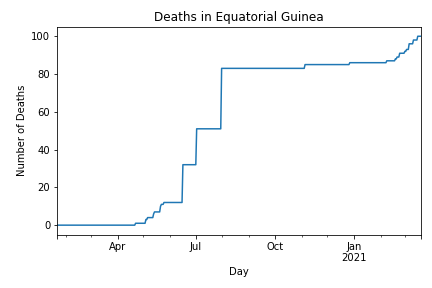 Deaths in Equatorial Guinea
100
80
60
40
20
0
Number of Deaths
Apr
Jul
Oct
Jan
2021
Day